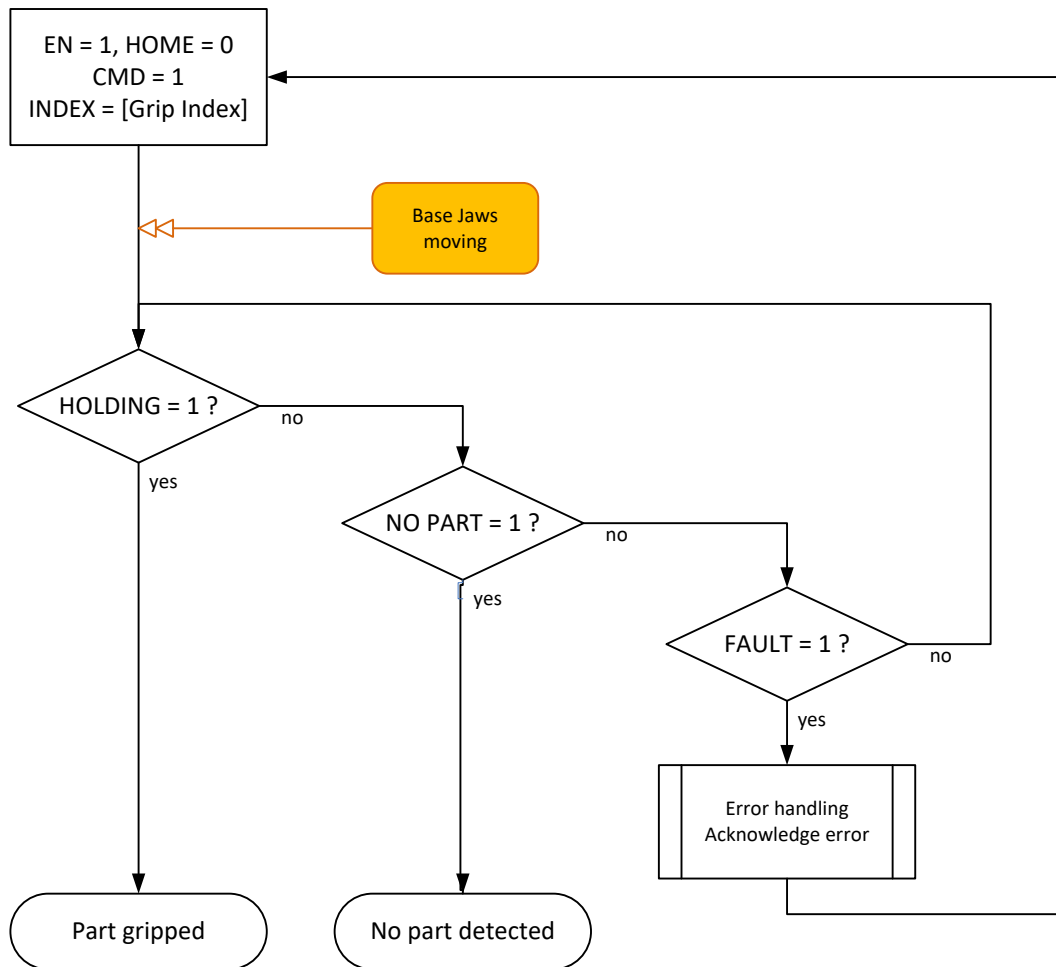 EN = 1, HOME = 0
CMD = 1
INDEX = [Grip Index]
Base Jaws
moving
HOLDING = 1 ?
no
yes
NO PART = 1 ?
no
yes
FAULT = 1 ?
no
yes
Error handling
Acknowledge error
Part gripped
No part detected